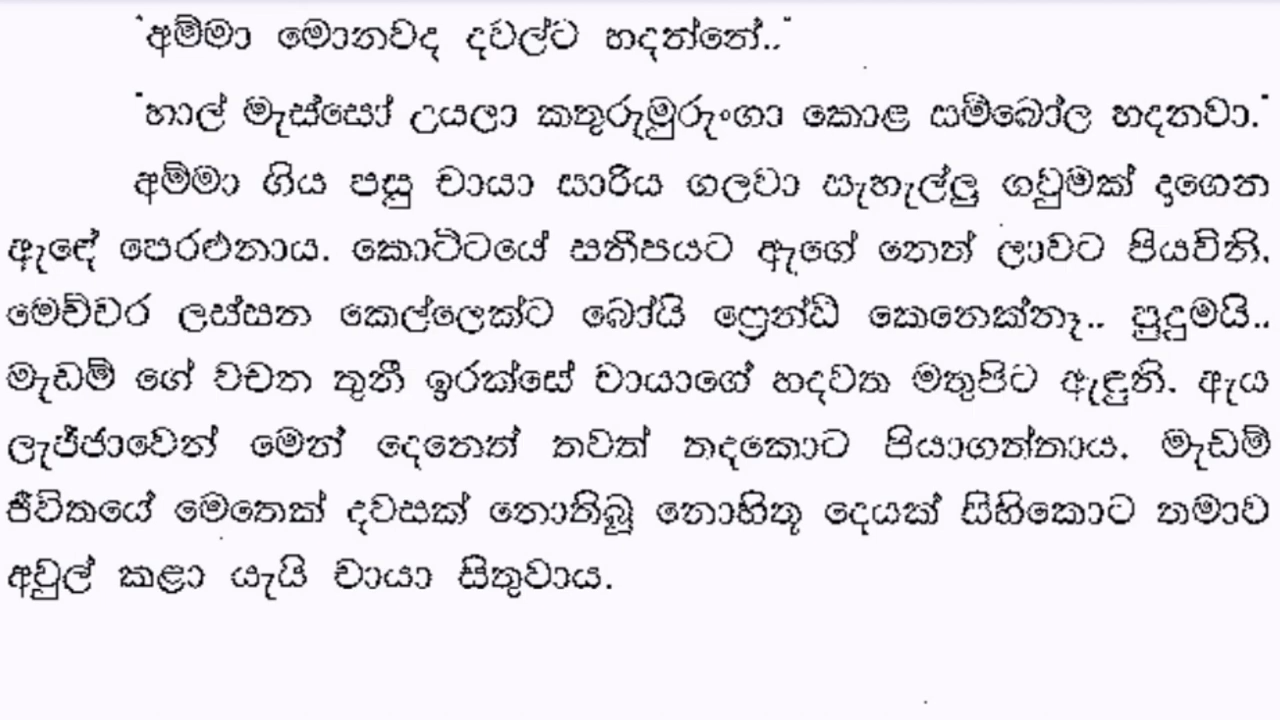 "අම්මා මොනවද දවල්ට හදන්නේ.."
"හාල් මැස්සෝ උයලා කතුරුමුරුංගා කොළ සම්බෝල හදනවා."
අම්මා ගිය පසු චායා සාරිය ගලවා සැහැල්ලු ගවුමක් දාගෙන
ඇඳේ පෙරළුනාය. කොට්ටයේ සනීපයට ඇගේ නෙත් ලාවට පියවිනි.
මෙච්චර ලස්සන කෙල්ලෙක්ට බෝයි ෆ්‍රෙන්ඩ් කෙනෙක්නෑ.. පුදුමයි..
මැඩම් ගේ වචන තුනී ඉරක්සේ චායාගේ හදවත මතුපිට ඇඳුනි. ඇය
ලැජ්ජාවෙන් මෙන් දෙනෙත් තවත් තදකොට පියාගත්තාය. මැඩම්
ජීවිතයේ මෙතෙක් දවසක් නොතිබූ නොහිතූ දෙයක් සිහිකොට තමාව
අවුල් කළා යැයි චායා සිතුවාය.